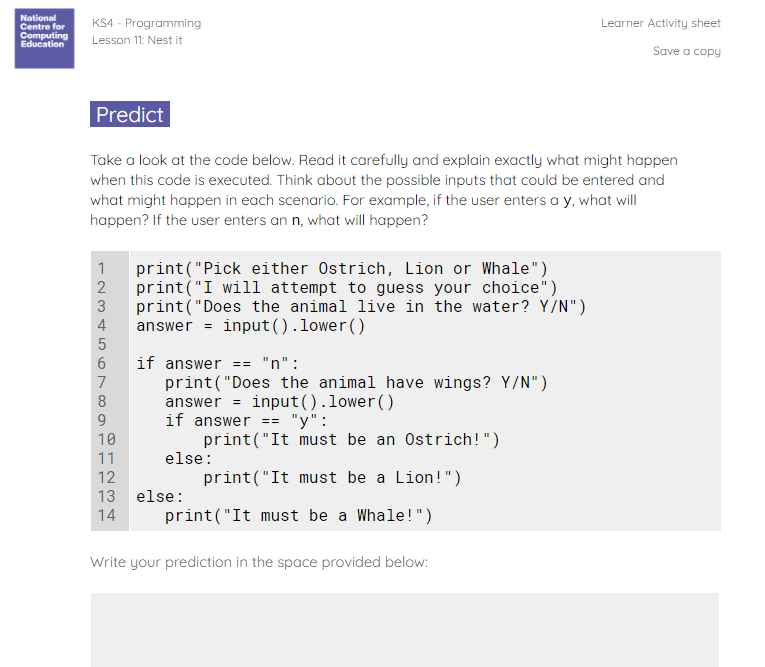 National
Centre for
Computing
Education
KS4 - Programming
Lesson 11: Nest it
Learner Activity sheet
Save a copy
Predict
Take a look at the code below. Read it carefully and explain exactly what might happen
when this code is executed. Think about the possible inputs that could be entered and
what might happen in each scenario. For example, if the user enters a y, what will
happen? If the user enters an n, what will happen?
1 print("Pick either Ostrich, Lion or Whale")
2 print("I will attempt to guess your choice")
3 print("Does the animal live in the water? Y/N")
4 answer = input().lower()
5
6 if answer == "n":
7    print("Does the animal have wings? Y/N")
8    answer = input().lower()
9    if answer == "y":
10        print("It must be an Ostrich!")
11    else:
12        print("It must be a Lion!")
13 else:
14    print("It must be a Whale!")
Write your prediction in the space provided below: